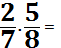 2/7 . 5/8 =